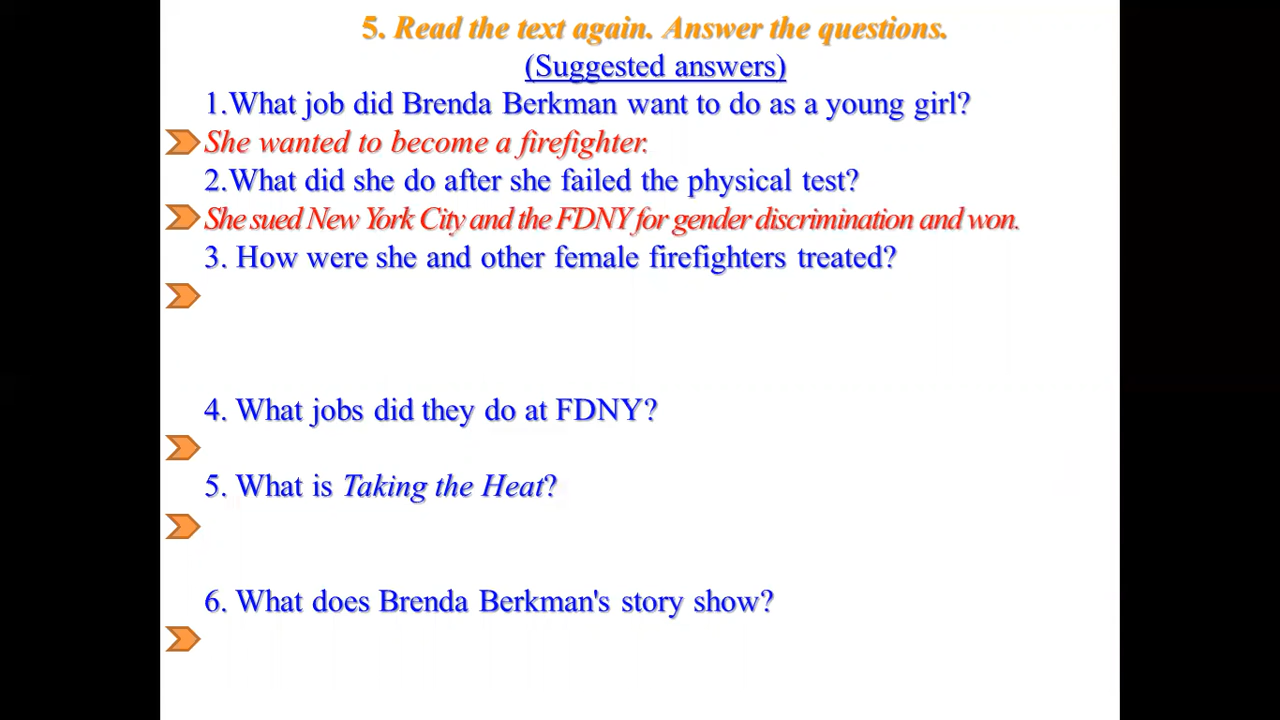 5. Read the text again. Answer the questions.
(Suggested answers)
1.What job did Brenda Berkman want to do as a young girl?
She wanted to become a firefighter.
2.What did she do after she failed the physical test?
She sued New York City and the FDNY for gender discrimination and won.
3. How were she and other female firefighters treated?
4. What jobs did they do at FDNY?
5. What is Taking the Heat?
6. What does Brenda Berkman's story show?